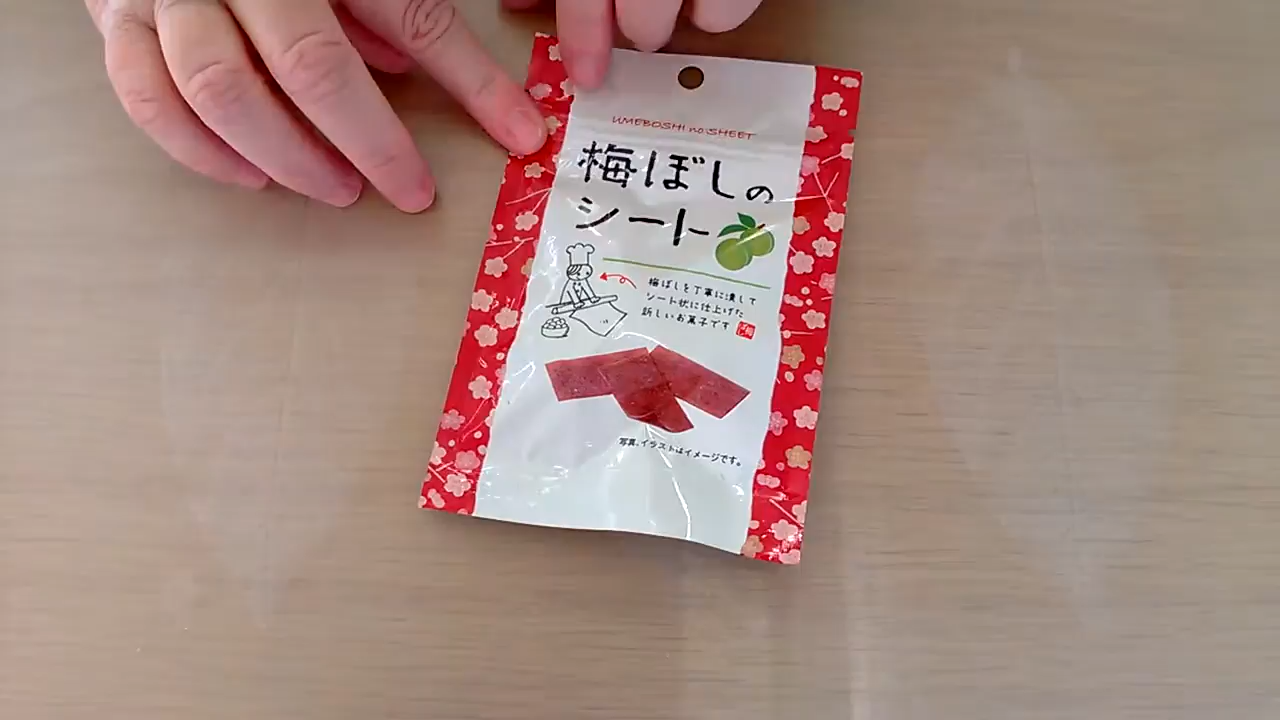 UMEBOSHI no SHEET
梅ぼしの
シート
梅ぼしを丁寧に潰して
シート状に仕上げた
新しいお菓子です
写真、イラストはイメージです。